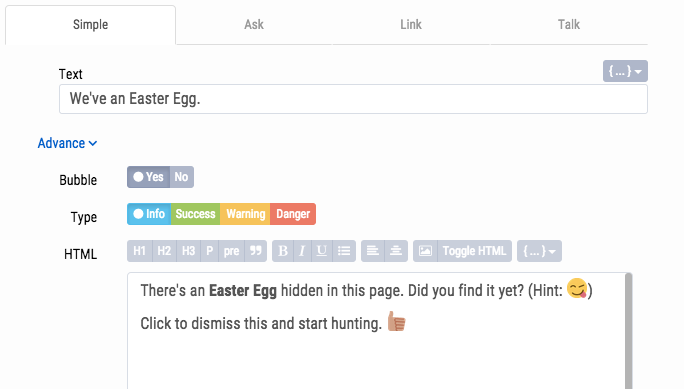 Simple Ask Link Talk
Text {...}
We've an Easter Egg.
Advance
Bubble Yes No
Type Info Success Warning Danger
HTML H1 H2 H3 P pre B I U Toggle HTML {...}
There's an Easter Egg hidden in this page. Did you find it yet? (Hint: 😋)
Click to dismiss this and start hunting. 👍🏽